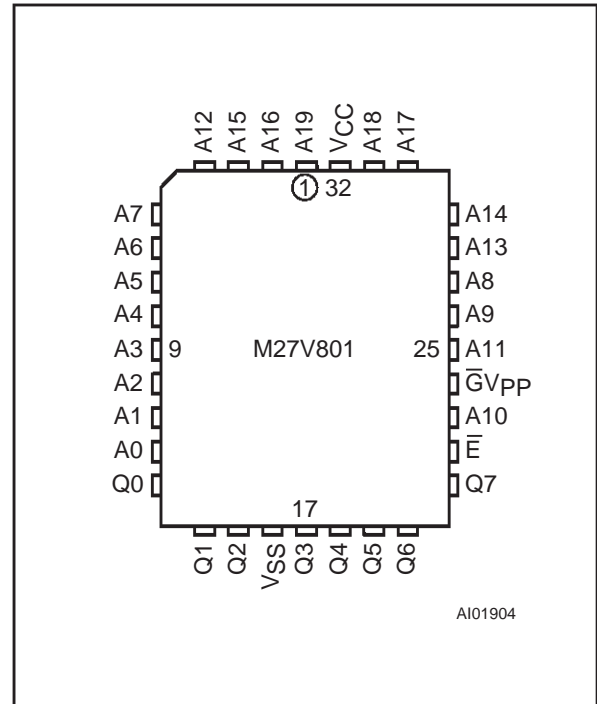 A12 A15 A16 A19 VCC A18 A17
1 32
A7 A14
A6 A13
A5 A8
A4 A9
A3 9 M27V801 25 A11
A2 G̅VPP
A1 A10
A0 E̅
Q0 Q7
17
Q1 Q2 VSS Q3 Q4 Q5 Q6
AI01904